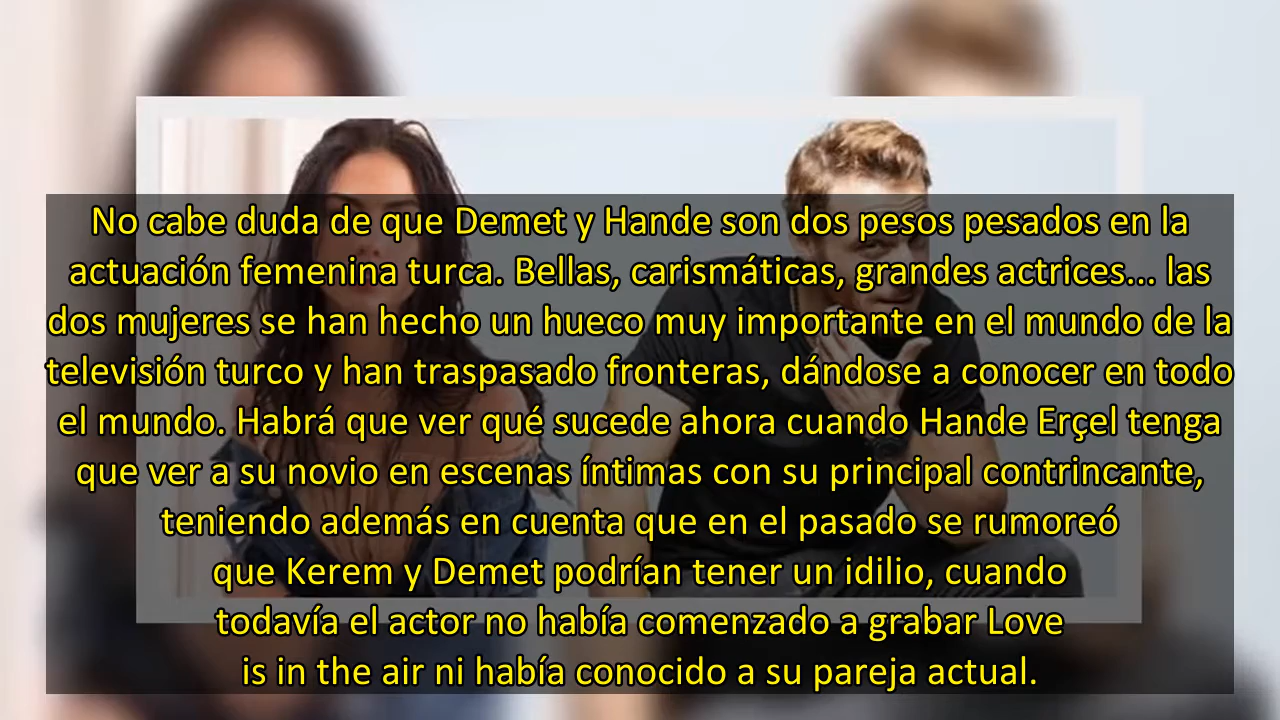 No cabe duda de que Demet y Hande son dos pesos pesados en la
actuación femenina turca. Bellas, carismáticas, grandes actrices... las
dos mujeres se han hecho un hueco muy importante en el mundo de la
televisión turco y han traspasado fronteras, dándose a conocer en todo
el mundo. Habrá que ver qué sucede ahora cuando Hande Erçel tenga
que ver a su novio en escenas íntimas con su principal contrincante,
teniendo además en cuenta que en el pasado se rumoreó
que Kerem y Demet podrían tener un idilio, cuando
todavía el actor no había comenzado a grabar Love
is in the air ni había conocido a su pareja actual.